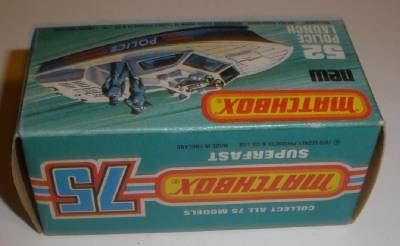 COLLECT ALL 75 MODELS
MATCHBOX
75
SUPERFAST
© 1976 LESNEY PRODUCTS & CO LTD MADE IN ENGLAND
MATCHBOX
new
52
POLICE
LAUNCH
POLICE